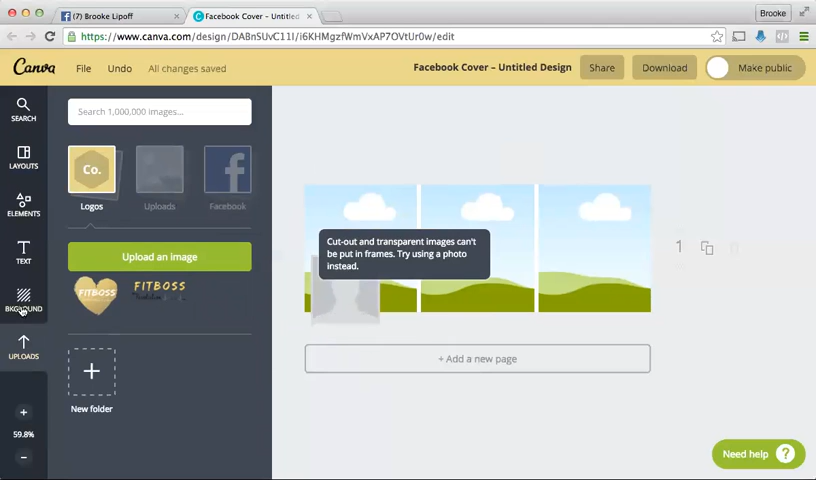 (7) Brooke Lipoff
Facebook Cover – Untitled
Brooke
https://www.canva.com/design/DABnSUvC11I/i6KHMgzfWmVxAP7OVtUr0w/edit
Canva
File
Undo
All changes saved
Facebook Cover – Untitled Design
Share
Download
Make public
SEARCH
LAYOUTS
ELEMENTS
TEXT
BKGROUND
UPLOADS
59.8%
Search 1,000,000 images...
Co.
Logos
Uploads
Facebook
Upload an image
FITBOSS
FITBOSS
New folder
Cut-out and transparent images can't
be put in frames. Try using a photo
instead.
1
+ Add a new page
Need help ?